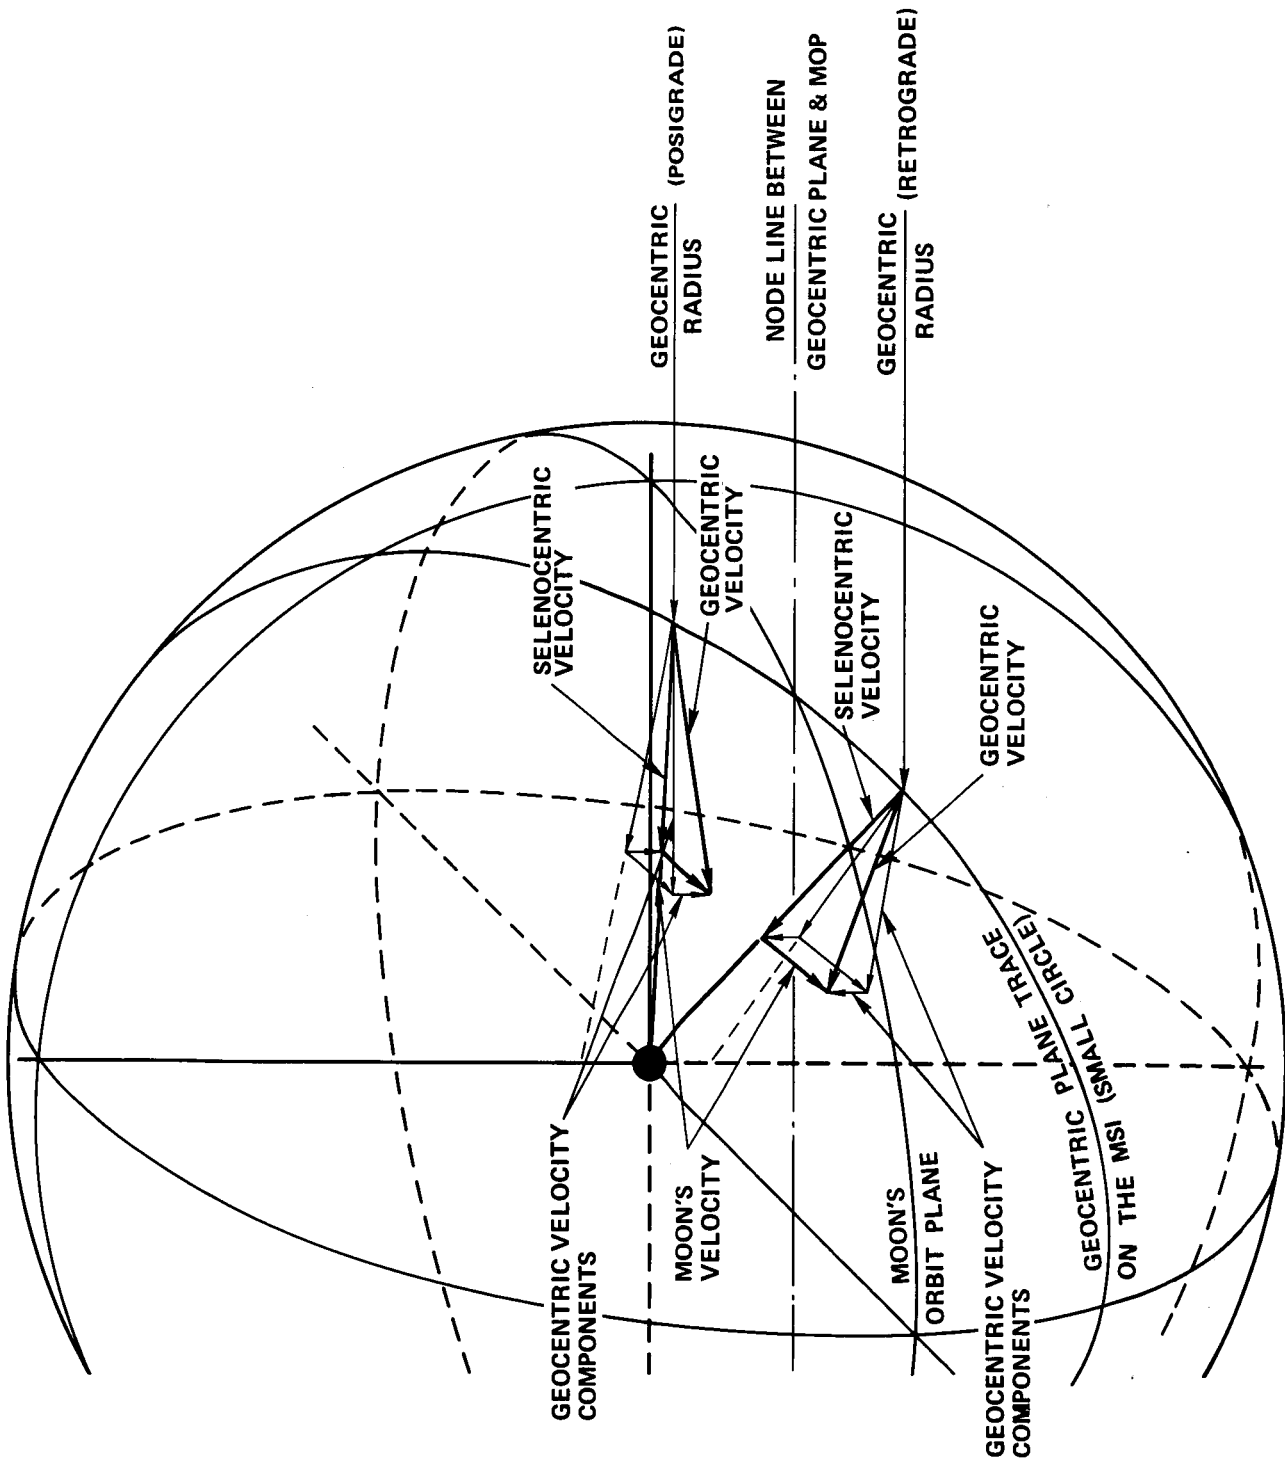 GEOCENTRIC (POSIGRADE)
RADIUS
NODE LINE BETWEEN
GEOCENTRIC PLANE & MOP
GEOCENTRIC (RETROGRADE)
RADIUS
SELENOCENTRIC
VELOCITY
GEOCENTRIC
VELOCITY
SELENOCENTRIC
VELOCITY
GEOCENTRIC
VELOCITY
GEOCENTRIC VELOCITY
COMPONENTS
MOON'S
VELOCITY
MOON'S
ORBIT PLANE
GEOCENTRIC VELOCITY
COMPONENTS
GEOCENTRIC PLANE TRACE
ON THE MSI (SMALL CIRCLE)